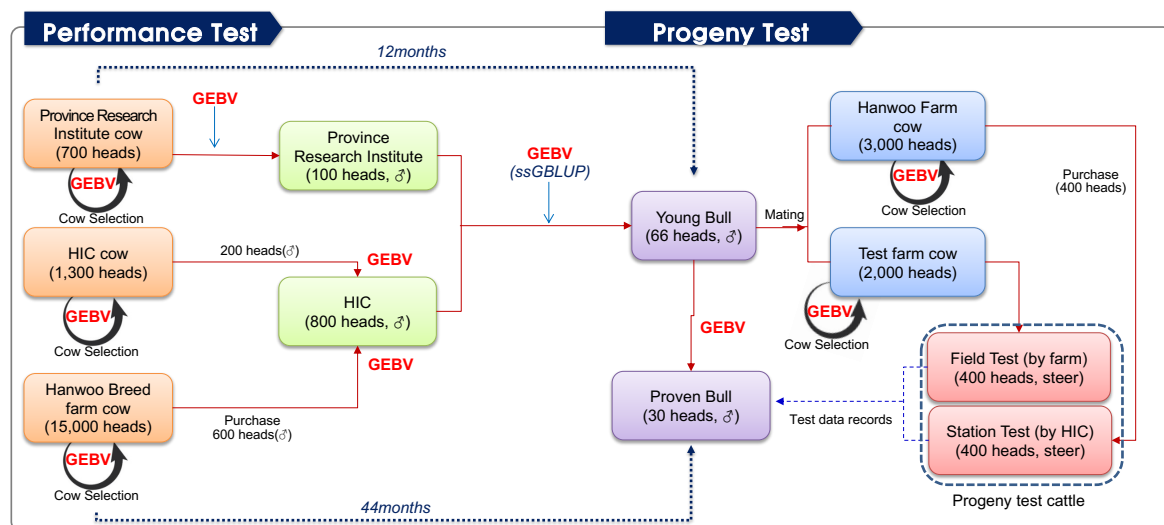 Performance Test
Progeny Test
12months
GEBV
Province Research
Institute cow
(700 heads)
GEBV
Cow Selection
Province
Research Institute
(100 heads, ♂)
GEBV
(ssGBLUP)
Hanwoo Farm
cow
(3,000 heads)
GEBV
Cow Selection
Purchase
(400 heads)
Young Bull
(66 heads, ♂)
Mating
HIC cow
(1,300 heads)
GEBV
Cow Selection
200 heads(♂)
GEBV
HIC
(800 heads, ♂)
GEBV
Test farm cow
(2,000 heads)
GEBV
Cow Selection
GEBV
Hanwoo Breed
farm cow
(15,000 heads)
GEBV
Cow Selection
Purchase
600 heads(♂)
Proven Bull
(30 heads, ♂)
Test data records
Field Test (by farm)
(400 heads, steer)
Station Test (by HIC)
(400 heads, steer)
Progeny test cattle
44months